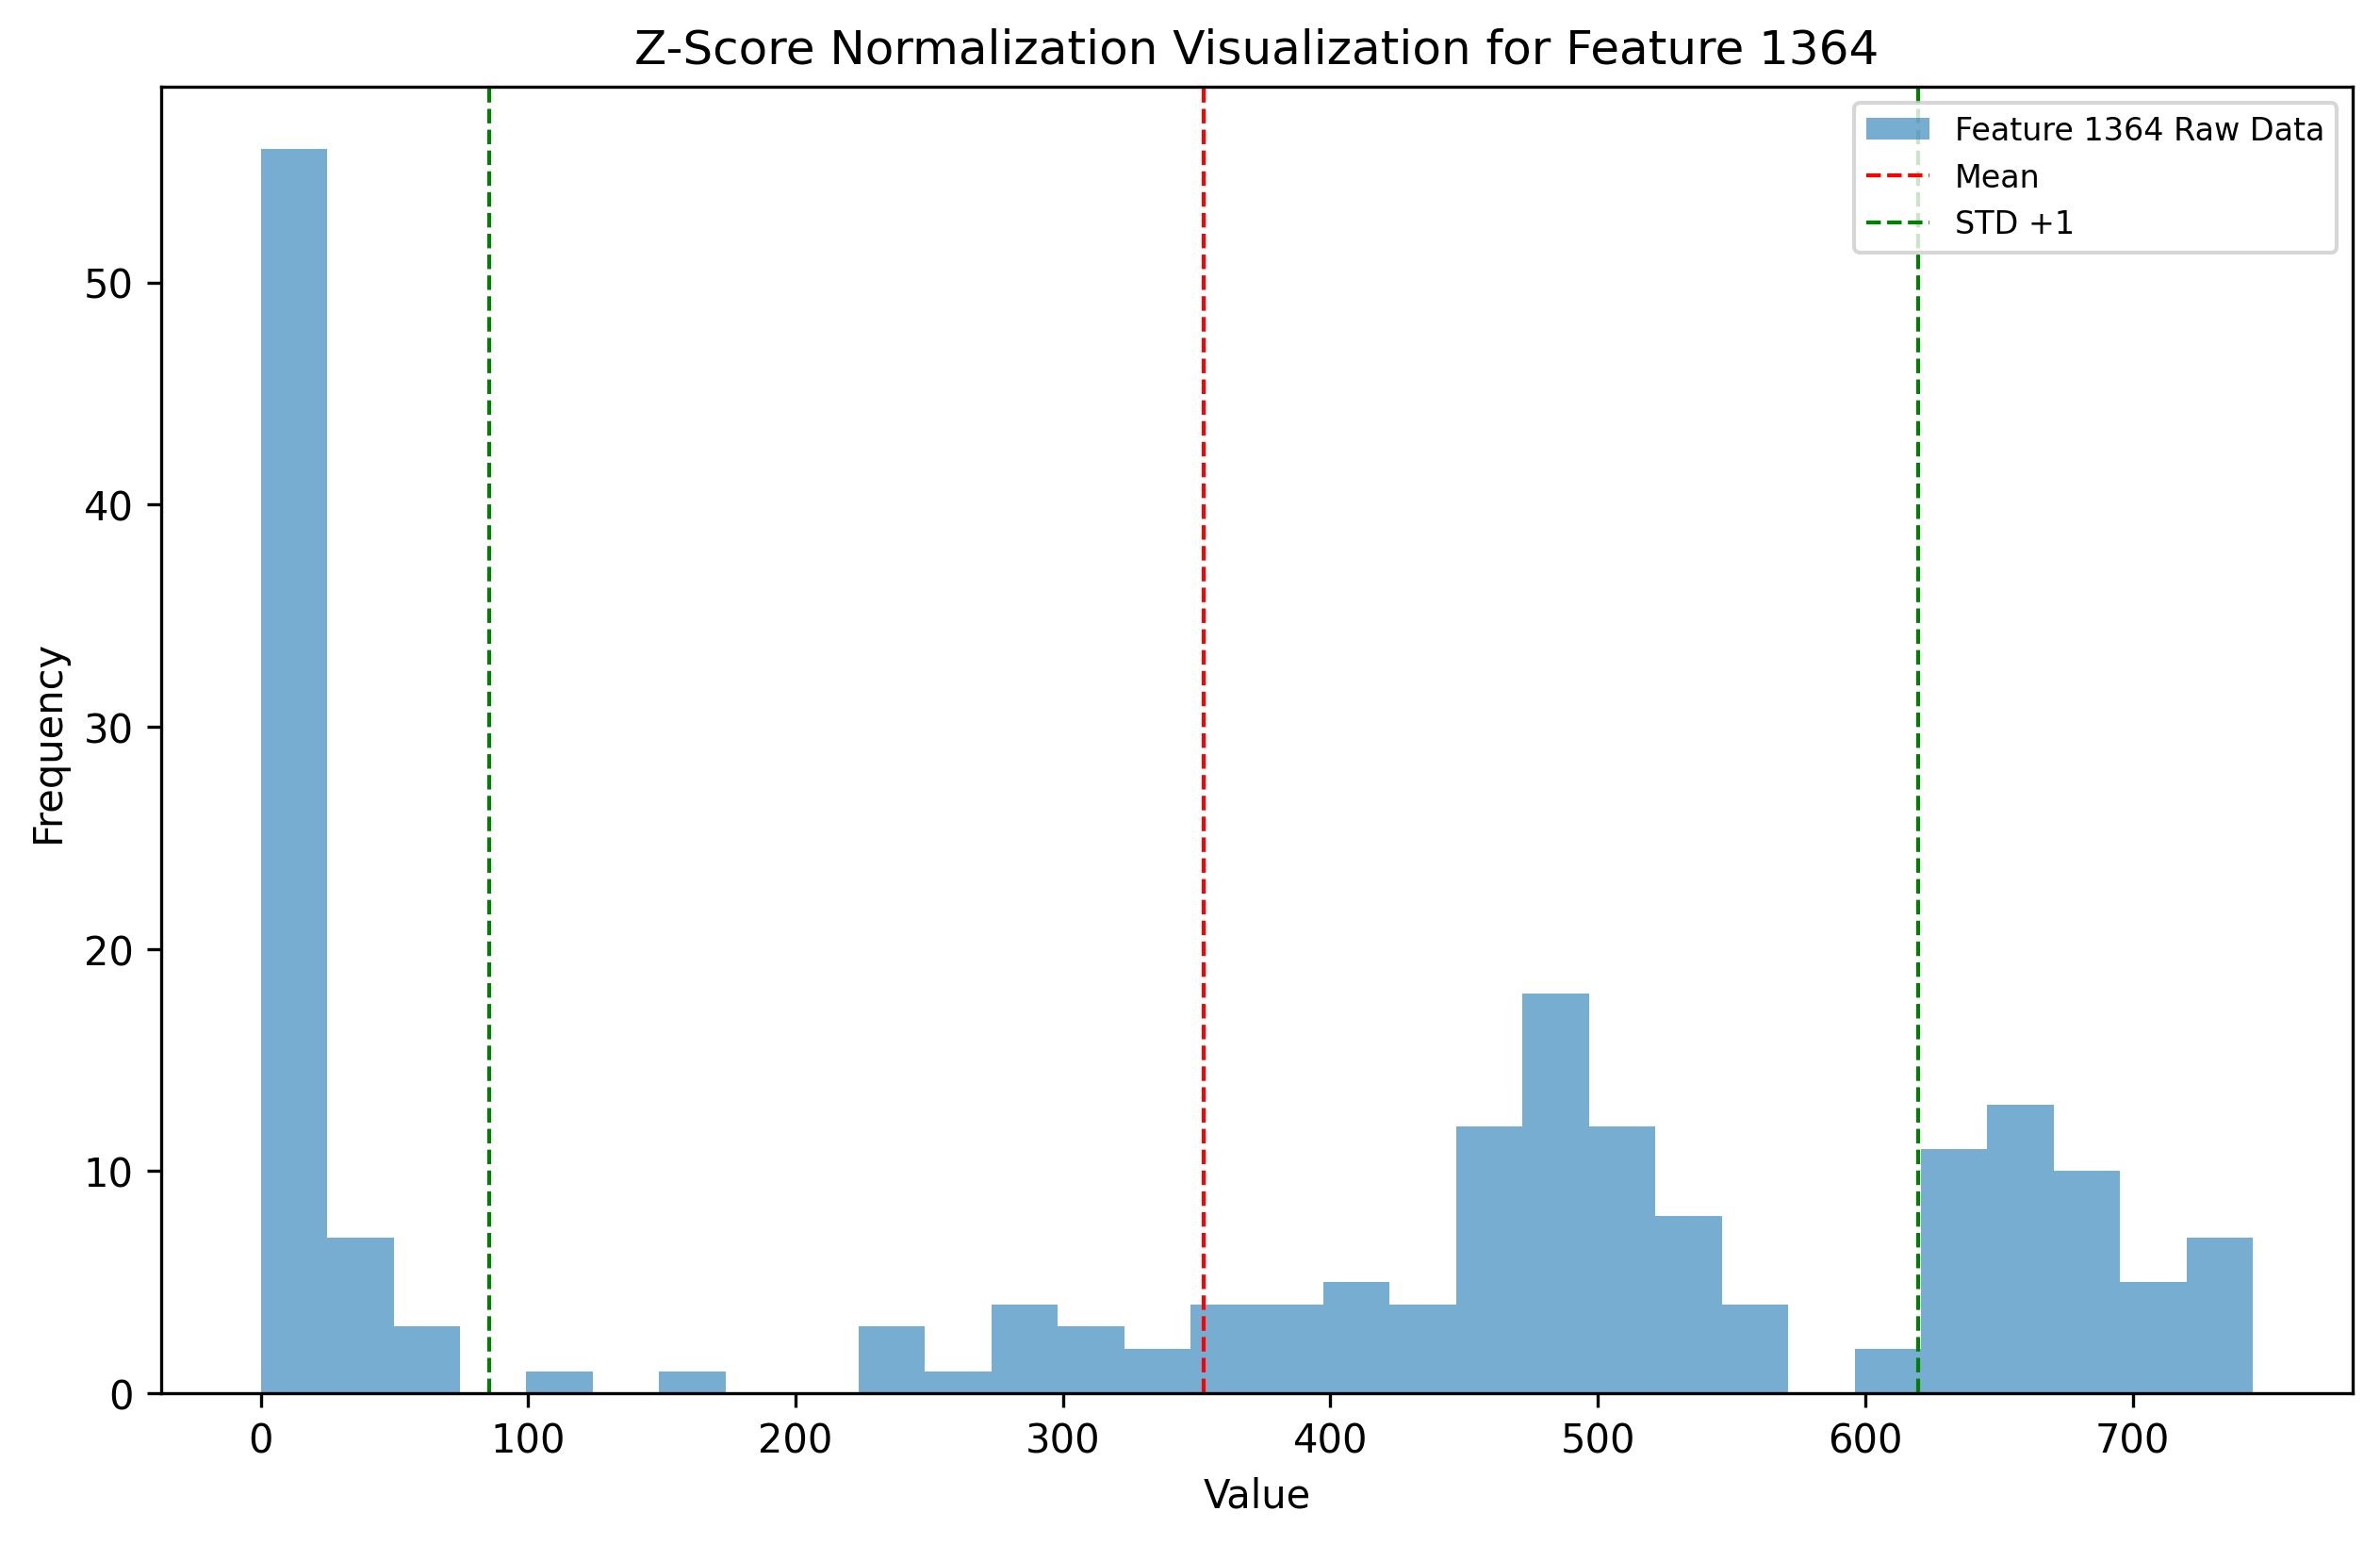 Z-Score Normalization Visualization for Feature 1364
Feature 1364 Raw Data
Mean
STD +1
Frequency
50
40
30
20
10
0
0 100 200 300 400 500 600 700
Value